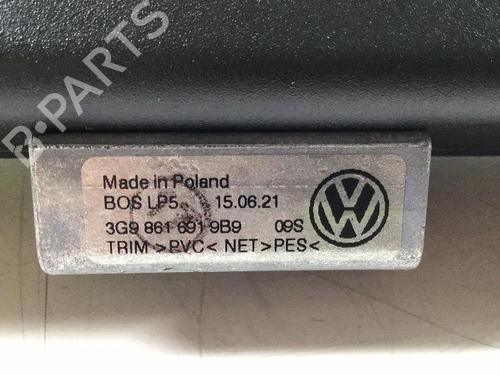 B-PARTS
Made in Poland
BOS LP5 15.06.21
3G9 861 691 9B9 09S
TRIM >PVC< NET >PES<